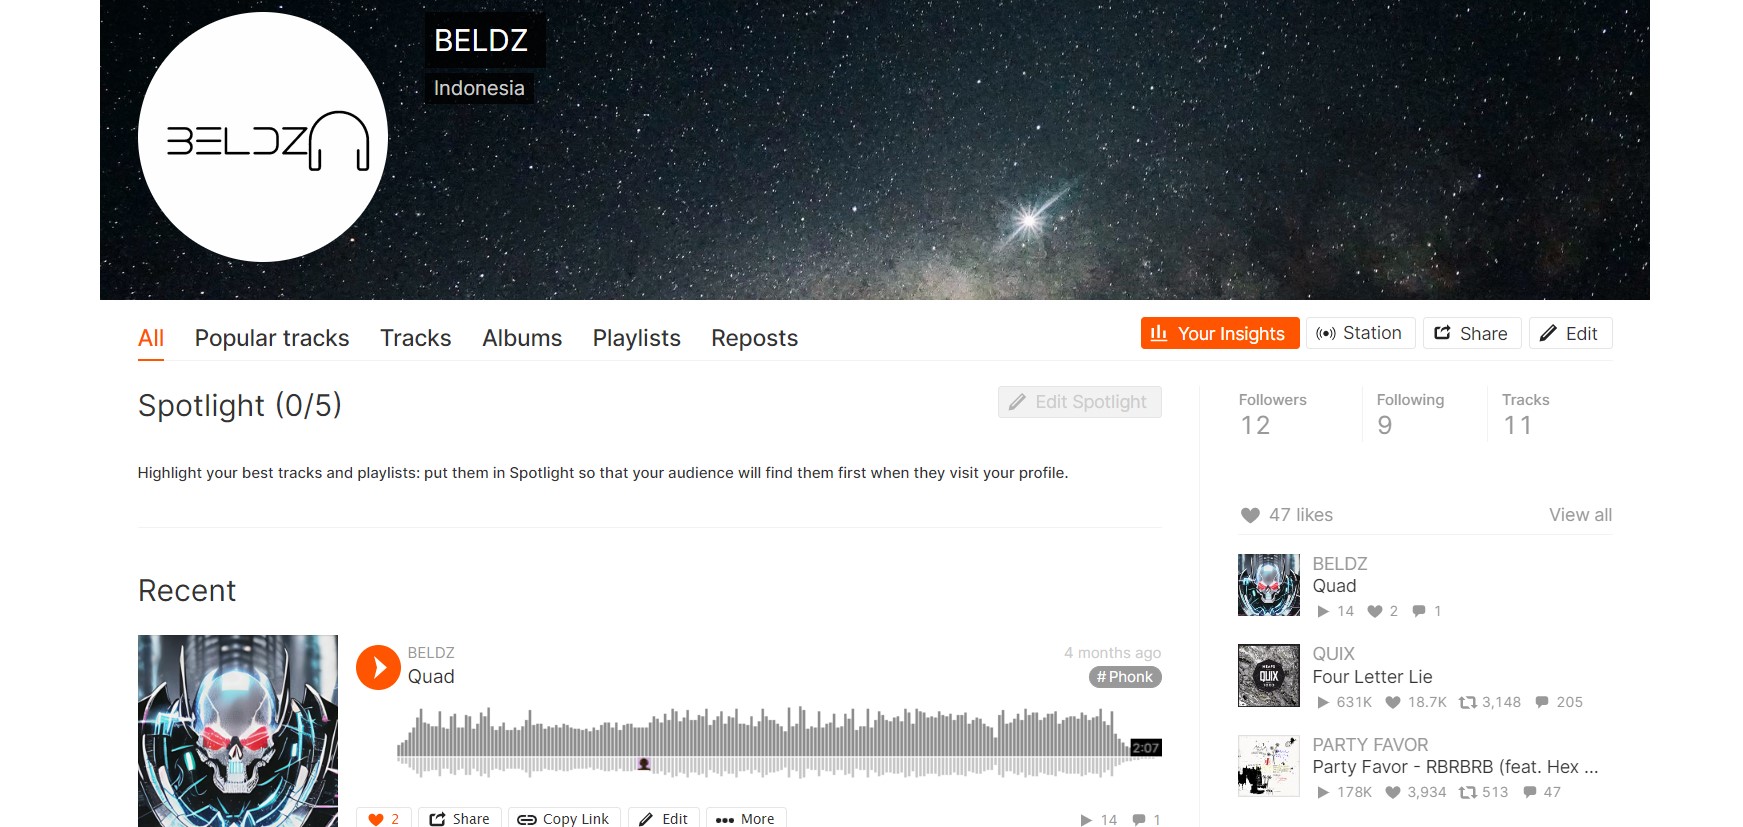 BELDZ
Indonesia
BELDZ
All Popular tracks Tracks Albums Playlists Reposts
Your Insights Station Share Edit
Spotlight (0/5)
Edit Spotlight
Highlight your best tracks and playlists: put them in Spotlight so that your audience will find them first when they visit your profile.
Followers Following Tracks
12 9 11
47 likes View all
BELDZ
Quad
14 2 1
QUIX
Four Letter Lie
631K 18.7K 3,148 205
PARTY FAVOR
Party Favor - RBRBRB (feat. Hex ...
178K 3,934 513 47
Recent
BELDZ
Quad
4 months ago
# Phonk
2:07
2 Share Copy Link Edit More
14 1
QUIX